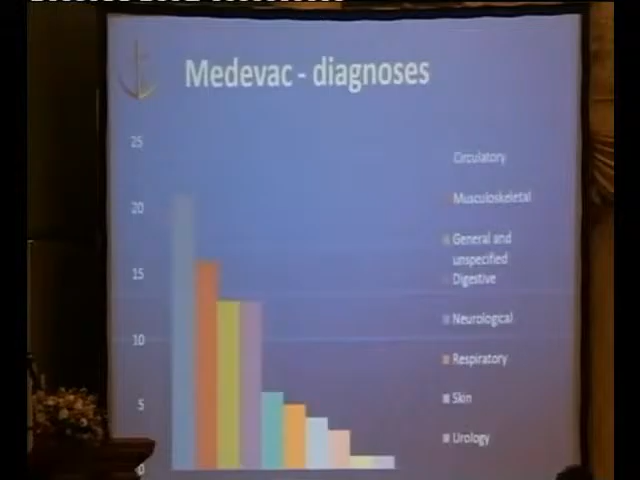 Medevac - diagnoses
25
20
15
10
5
0
Circulatory
Musculoskeletal
General and
unspecified
Digestive
Neurological
Respiratory
Skin
Urology